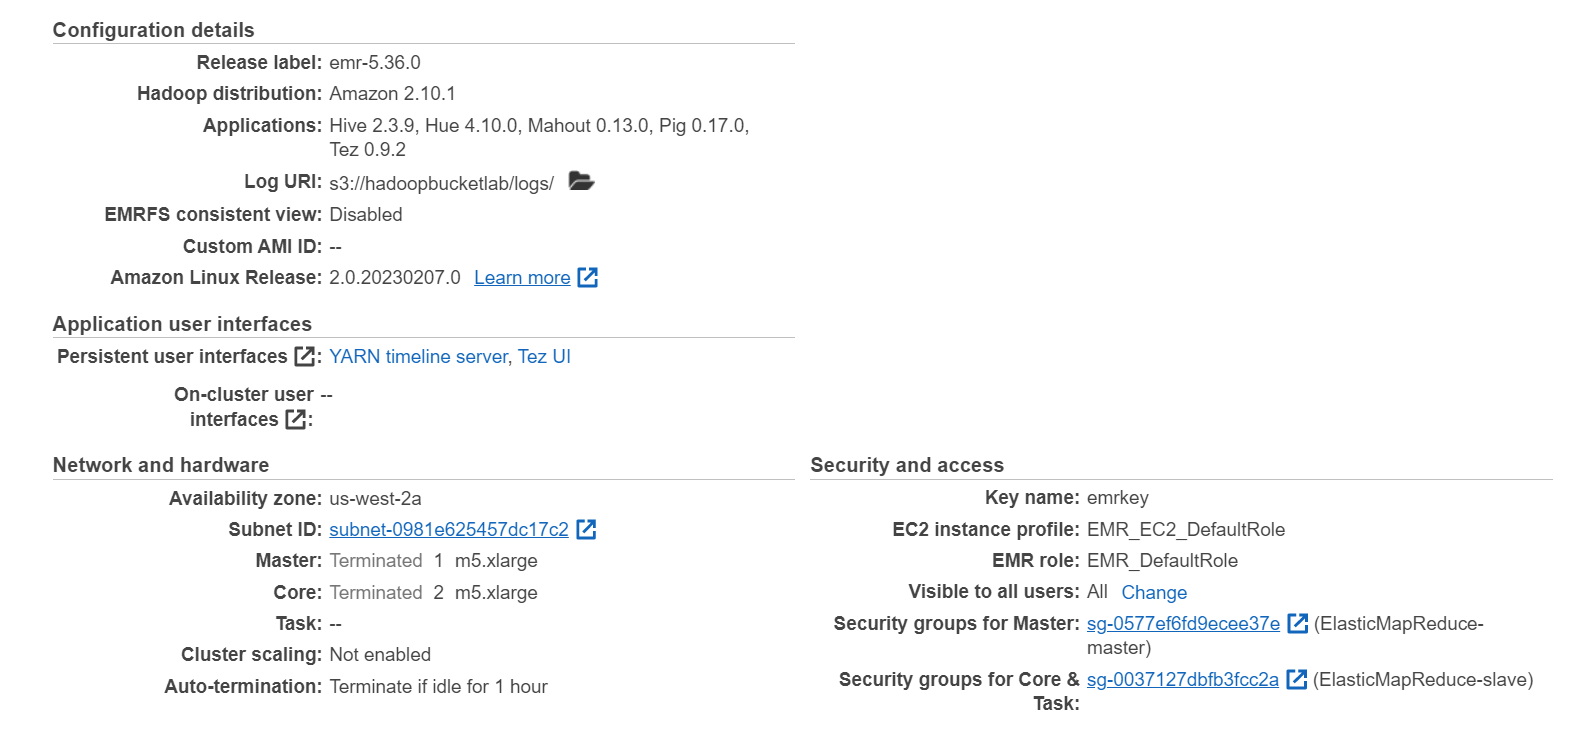 Configuration details
Release label: emr-5.36.0
Hadoop distribution: Amazon 2.10.1
Applications: Hive 2.3.9, Hue 4.10.0, Mahout 0.13.0, Pig 0.17.0,
Tez 0.9.2
Log URI: s3://hadoopbucketlab/logs/
EMRFS consistent view: Disabled
Custom AMI ID: --
Amazon Linux Release: 2.0.20230207.0 Learn more
Application user interfaces
Persistent user interfaces : YARN timeline server, Tez UI
On-cluster user --
interfaces :
Network and hardware
Availability zone: us-west-2a
Subnet ID: subnet-0981e625457dc17c2
Master: Terminated 1 m5.xlarge
Core: Terminated 2 m5.xlarge
Task: --
Cluster scaling: Not enabled
Auto-termination: Terminate if idle for 1 hour
Security and access
Key name: emrkey
EC2 instance profile: EMR_EC2_DefaultRole
EMR role: EMR_DefaultRole
Visible to all users: All Change
Security groups for Master: sg-0577ef6fd9ecee37e (ElasticMapReduce-
master)
Security groups for Core & sg-0037127dbfb3fcc2a (ElasticMapReduce-slave)
Task: